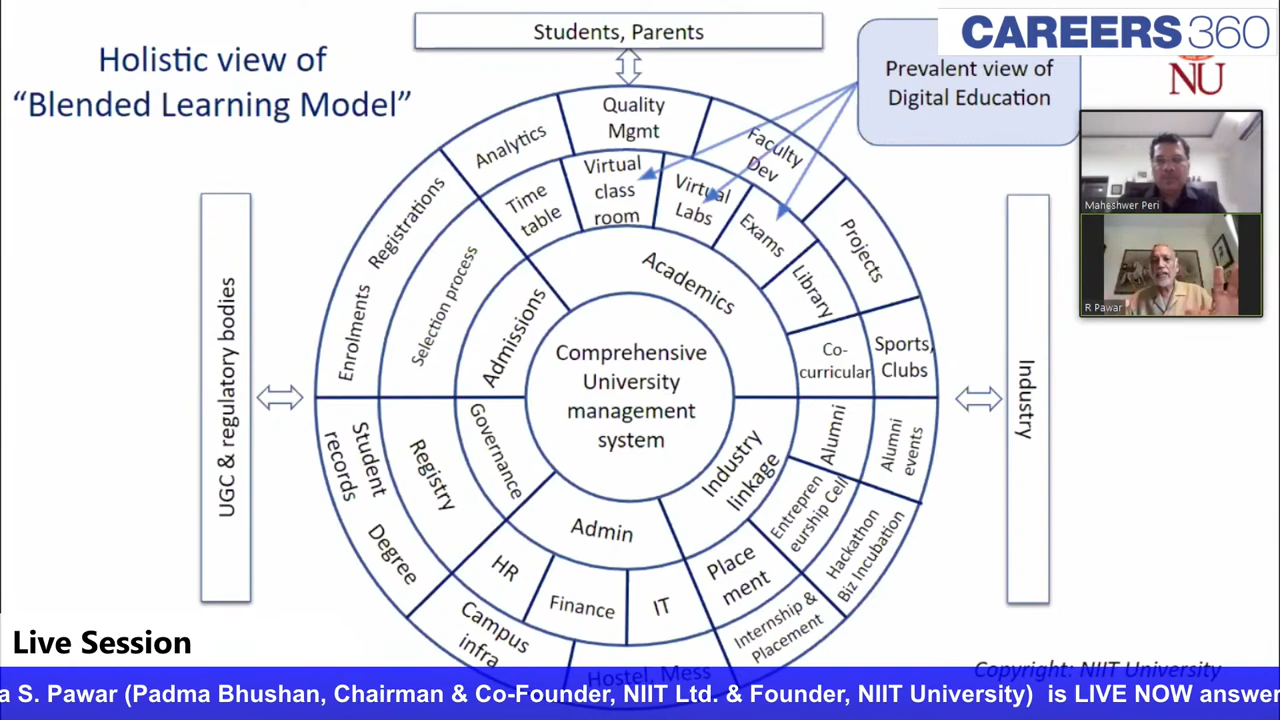 Holistic view of
“Blended Learning Model”
Students, Parents
CAREERS360
NU
Prevalent view of
Digital Education
Maheshwer Peri
R Pawar
UGC & regulatory bodies
Industry
Comprehensive
University
management
system
Academics
Admissions
Governance
Admin
Industry
linkage
Time
table
Virtual
class
room
Virtual
Labs
Exams
Library
Co-
curricular
Alumni
Entrepren
eurship Cell
Place
ment
IT
Finance
HR
Registry
Selection process
Analytics
Quality
Mgmt
Faculty
Dev
Projects
Sports,
Clubs
Alumni
events
Hackathon
Biz Incubation
Internship &
Placement
Hostel, Mess
Campus
infra
Student
records
Degree
Enrolments
Registrations
Live Session
Copyright: NIIT University
a S. Pawar (Padma Bhushan, Chairman & Co-Founder, NIIT Ltd. & Founder, NIIT University) is LIVE NOW answer